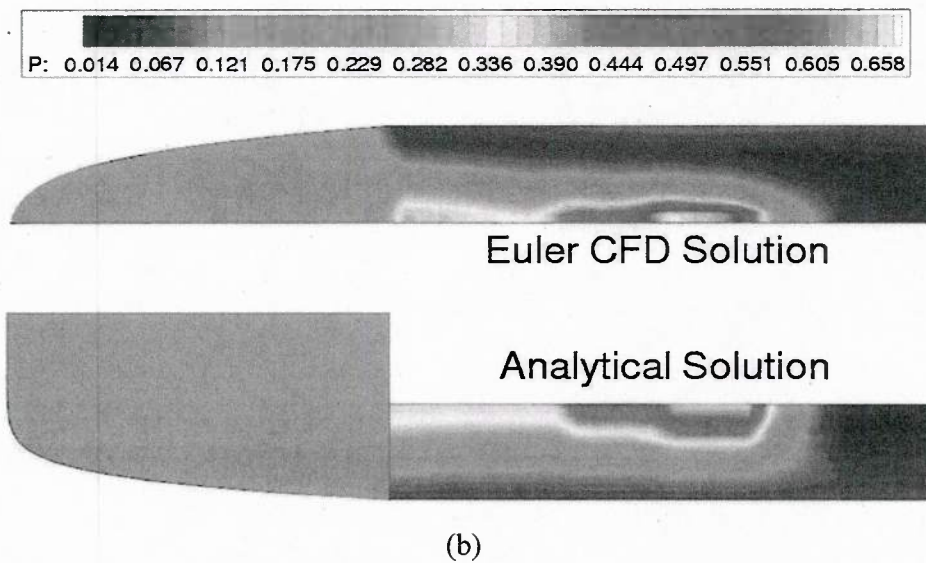 P: 0.014 0.067 0.121 0.175 0.229 0.282 0.336 0.390 0.444 0.497 0.551 0.605 0.658
Euler CFD Solution
Analytical Solution
(b)